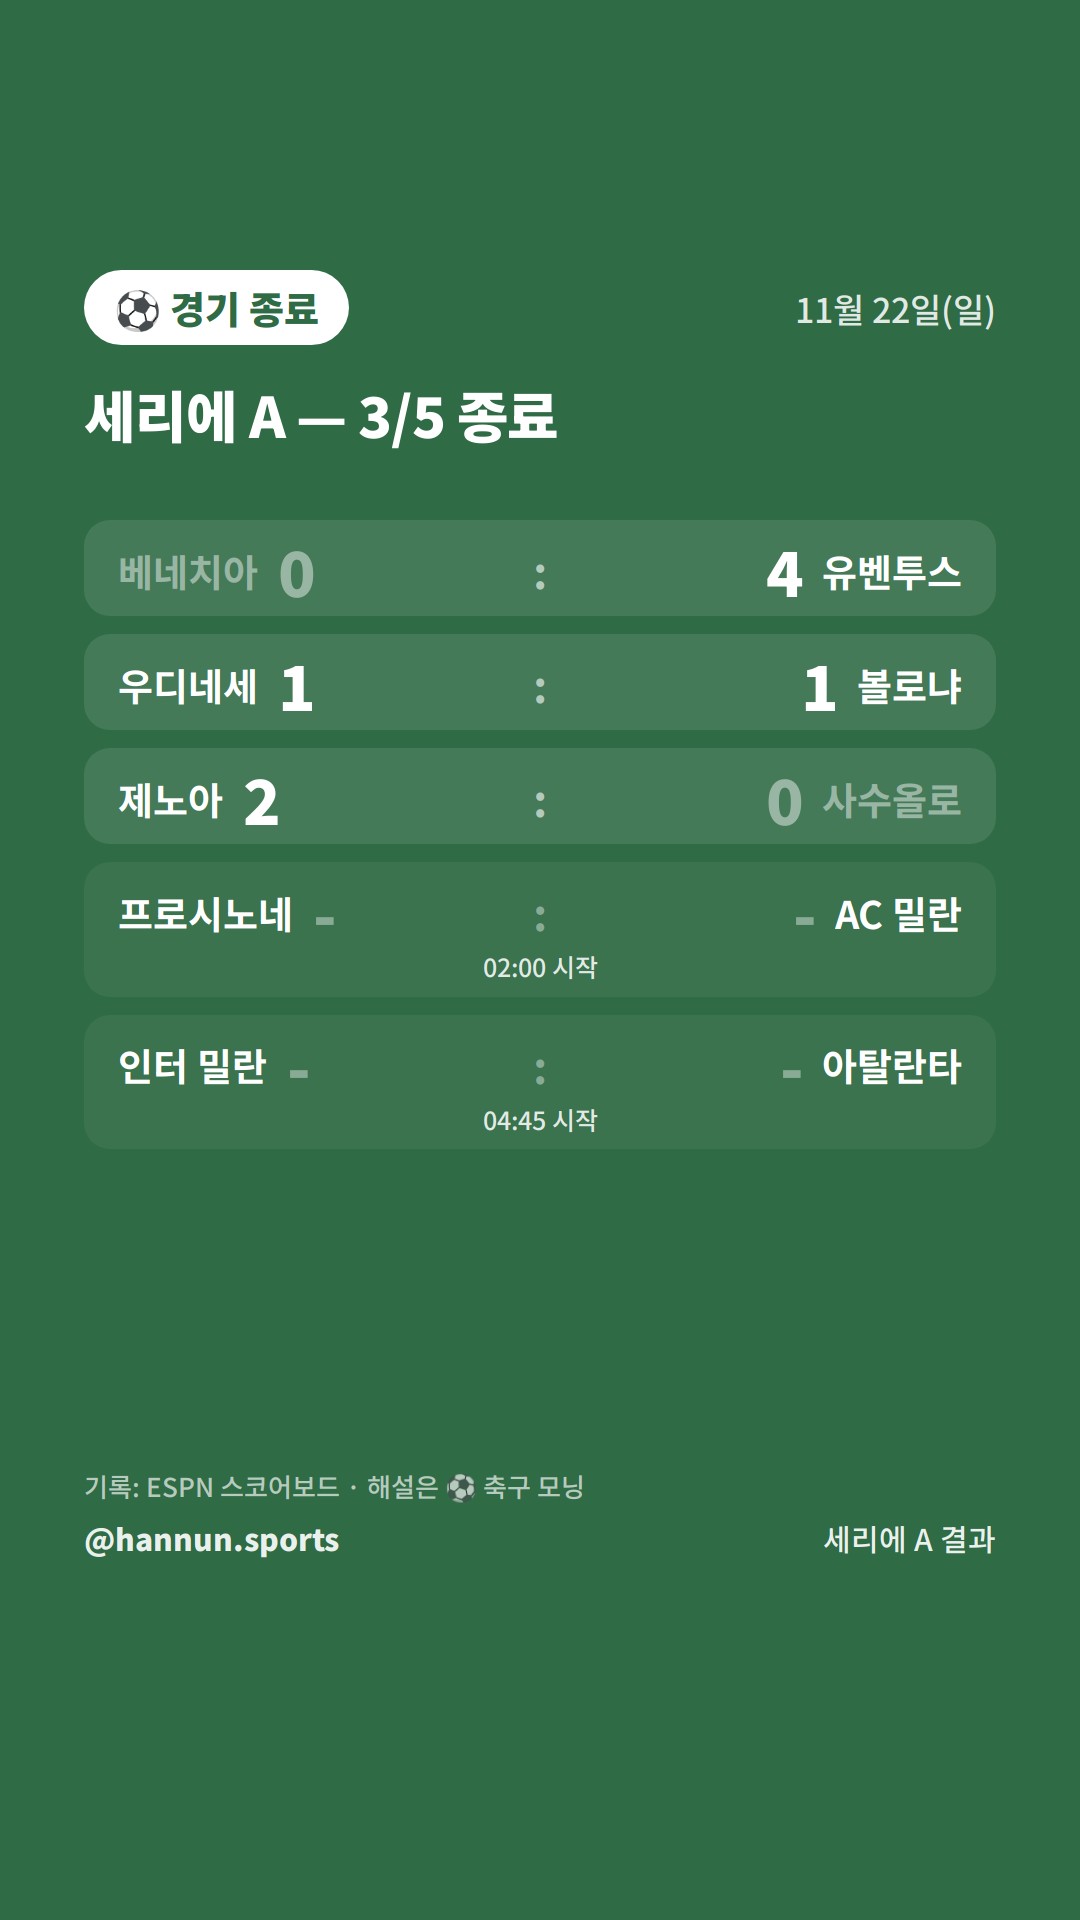 ⚽ 경기 종료
11월 22일(일)
세리에 A — 3/5 종료
베네치아 0 : 4 유벤투스
우디네세 1 : 1 볼로냐
제노아 2 : 0 사수올로
프로시노네 - : - AC 밀란
02:00 시작
인터 밀란 - : - 아탈란타
04:45 시작
기록: ESPN 스코어보드 · 해설은 ⚽ 축구 모닝
@hannun.sports
세리에 A 결과